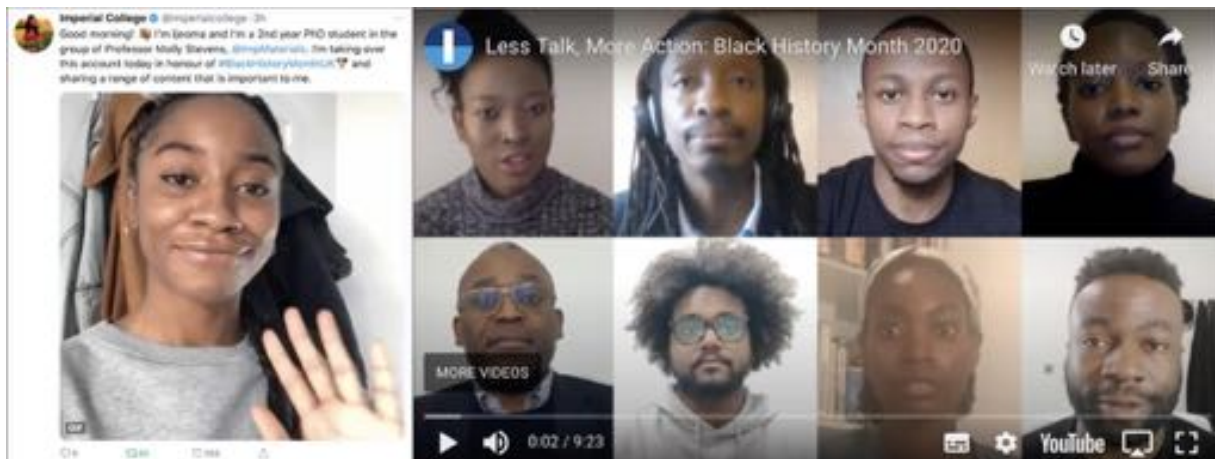 Imperial College @imperialcollege · 3h
Good morning! I'm Ijeoma and I'm a 2nd year PhD student in the
group of Professor Molly Stevens, @ImpMaterials. I'm taking over
this account today in honour of #BlackHistoryMonthUK and
sharing a range of content that is important to me.
GIF
Less Talk, More Action: Black History Month 2020
Watch later
Share
MORE VIDEOS
0:02 / 9:23
YouTube